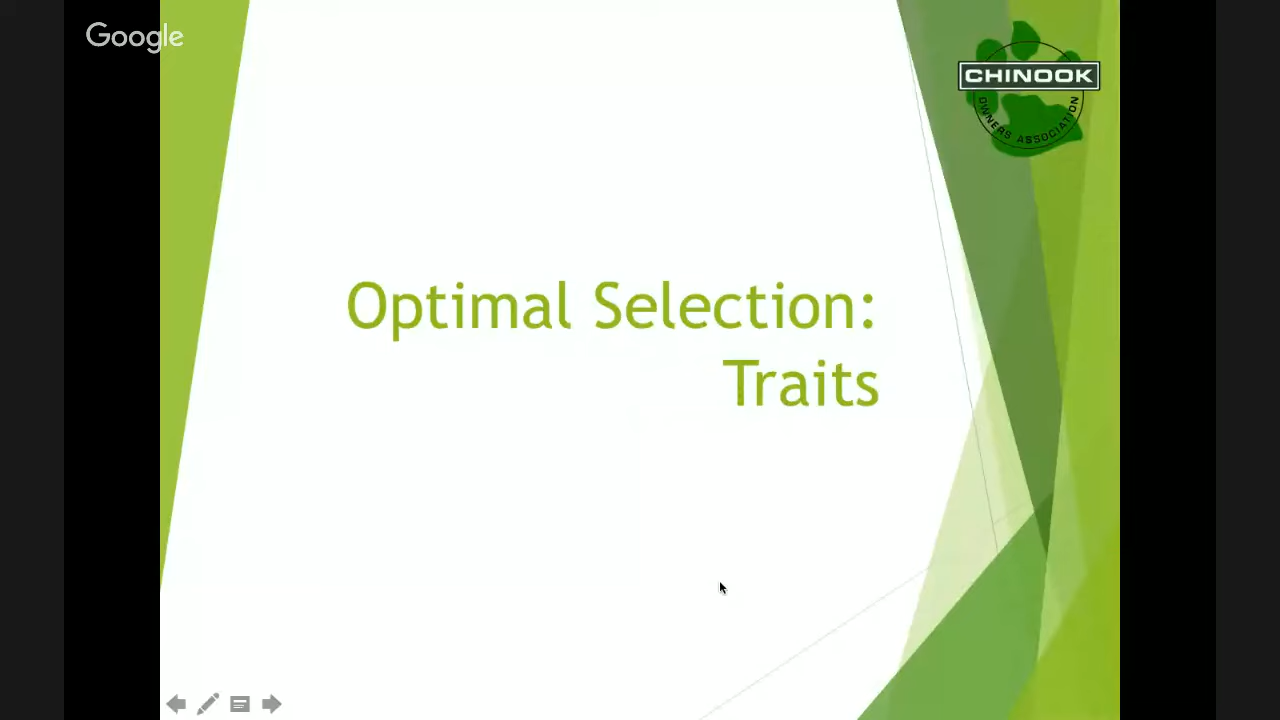 Google
CHINOOK
OWNERS ASSOCIATION
Optimal Selection:
Traits